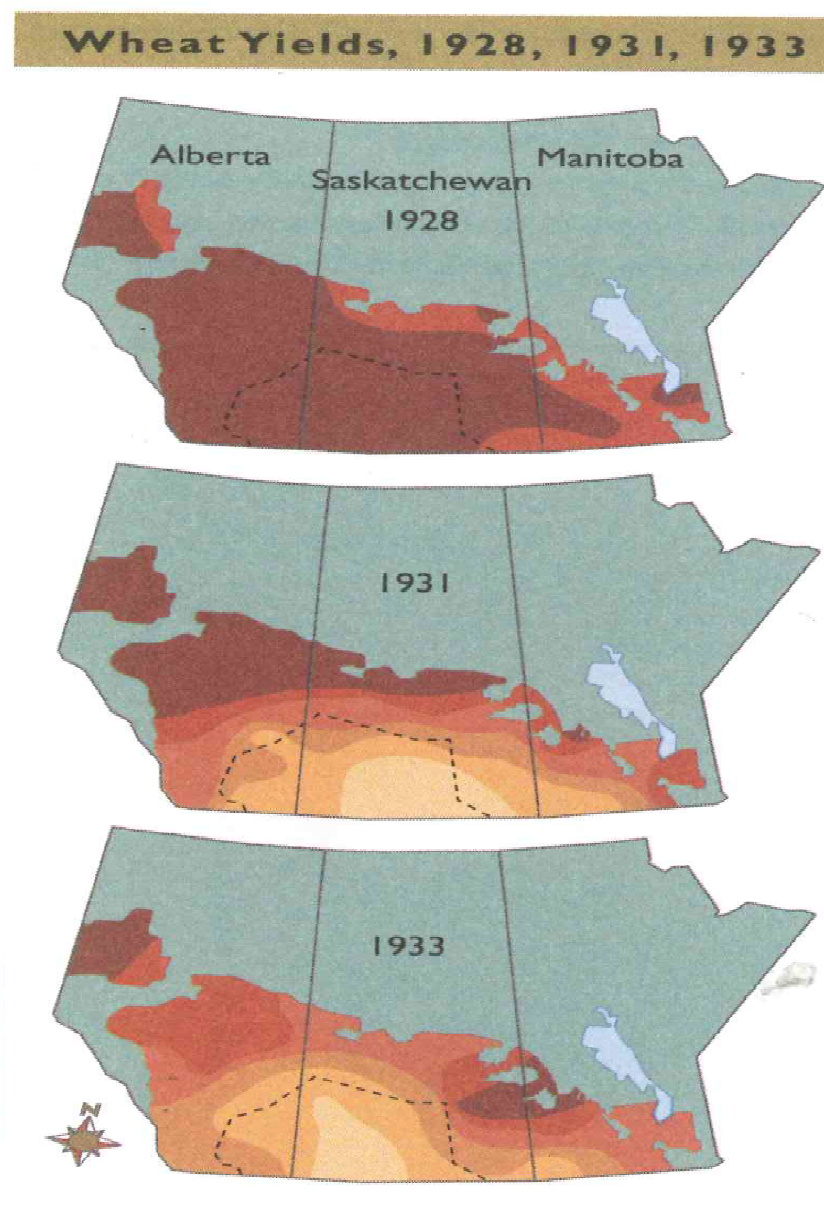 Wheat Yields, 1928, 1931, 1933
Alberta
Saskatchewan
Manitoba
1928
1931
1933
N